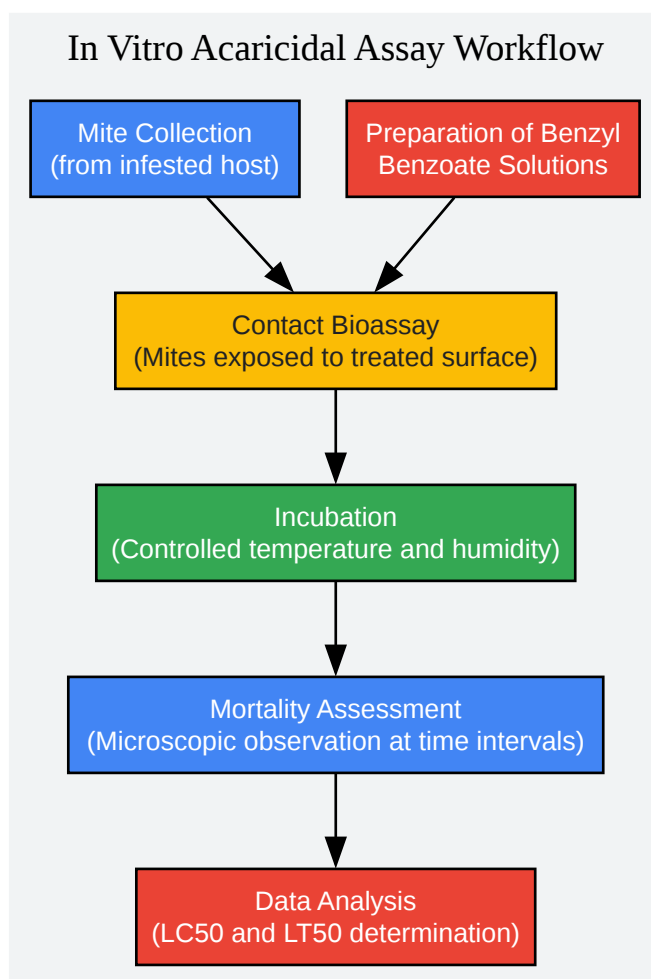 In Vitro Acaricidal Assay Workflow
Mite Collection
(from infested host)
Preparation of Benzyl
Benzoate Solutions
Contact Bioassay
(Mites exposed to treated surface)
Incubation
(Controlled temperature and humidity)
Mortality Assessment
(Microscopic observation at time intervals)
Data Analysis
(LC50 and LT50 determination)